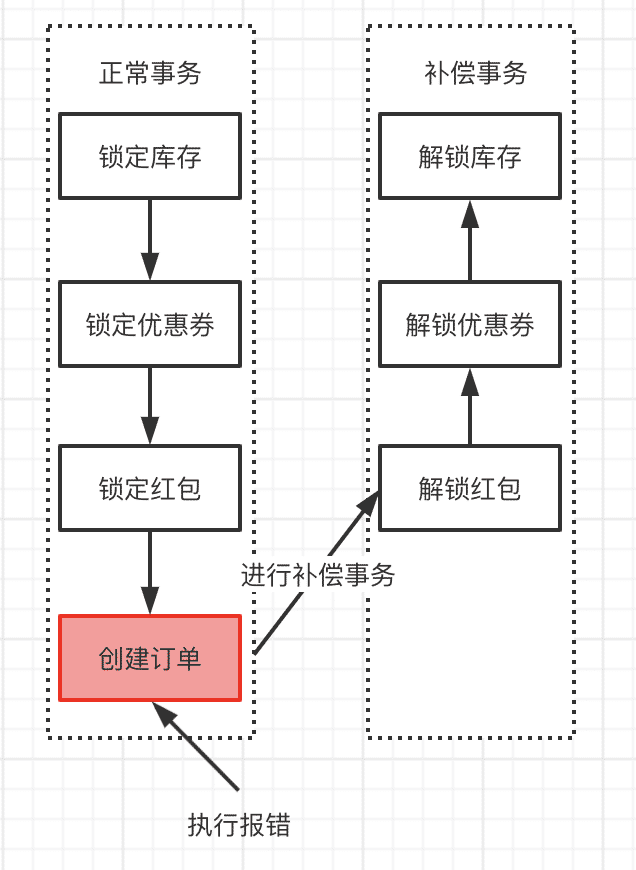 正常事务
锁定库存
锁定优惠券
锁定红包
创建订单
执行报错
进行补偿事务
补偿事务
解锁库存
解锁优惠券
解锁红包